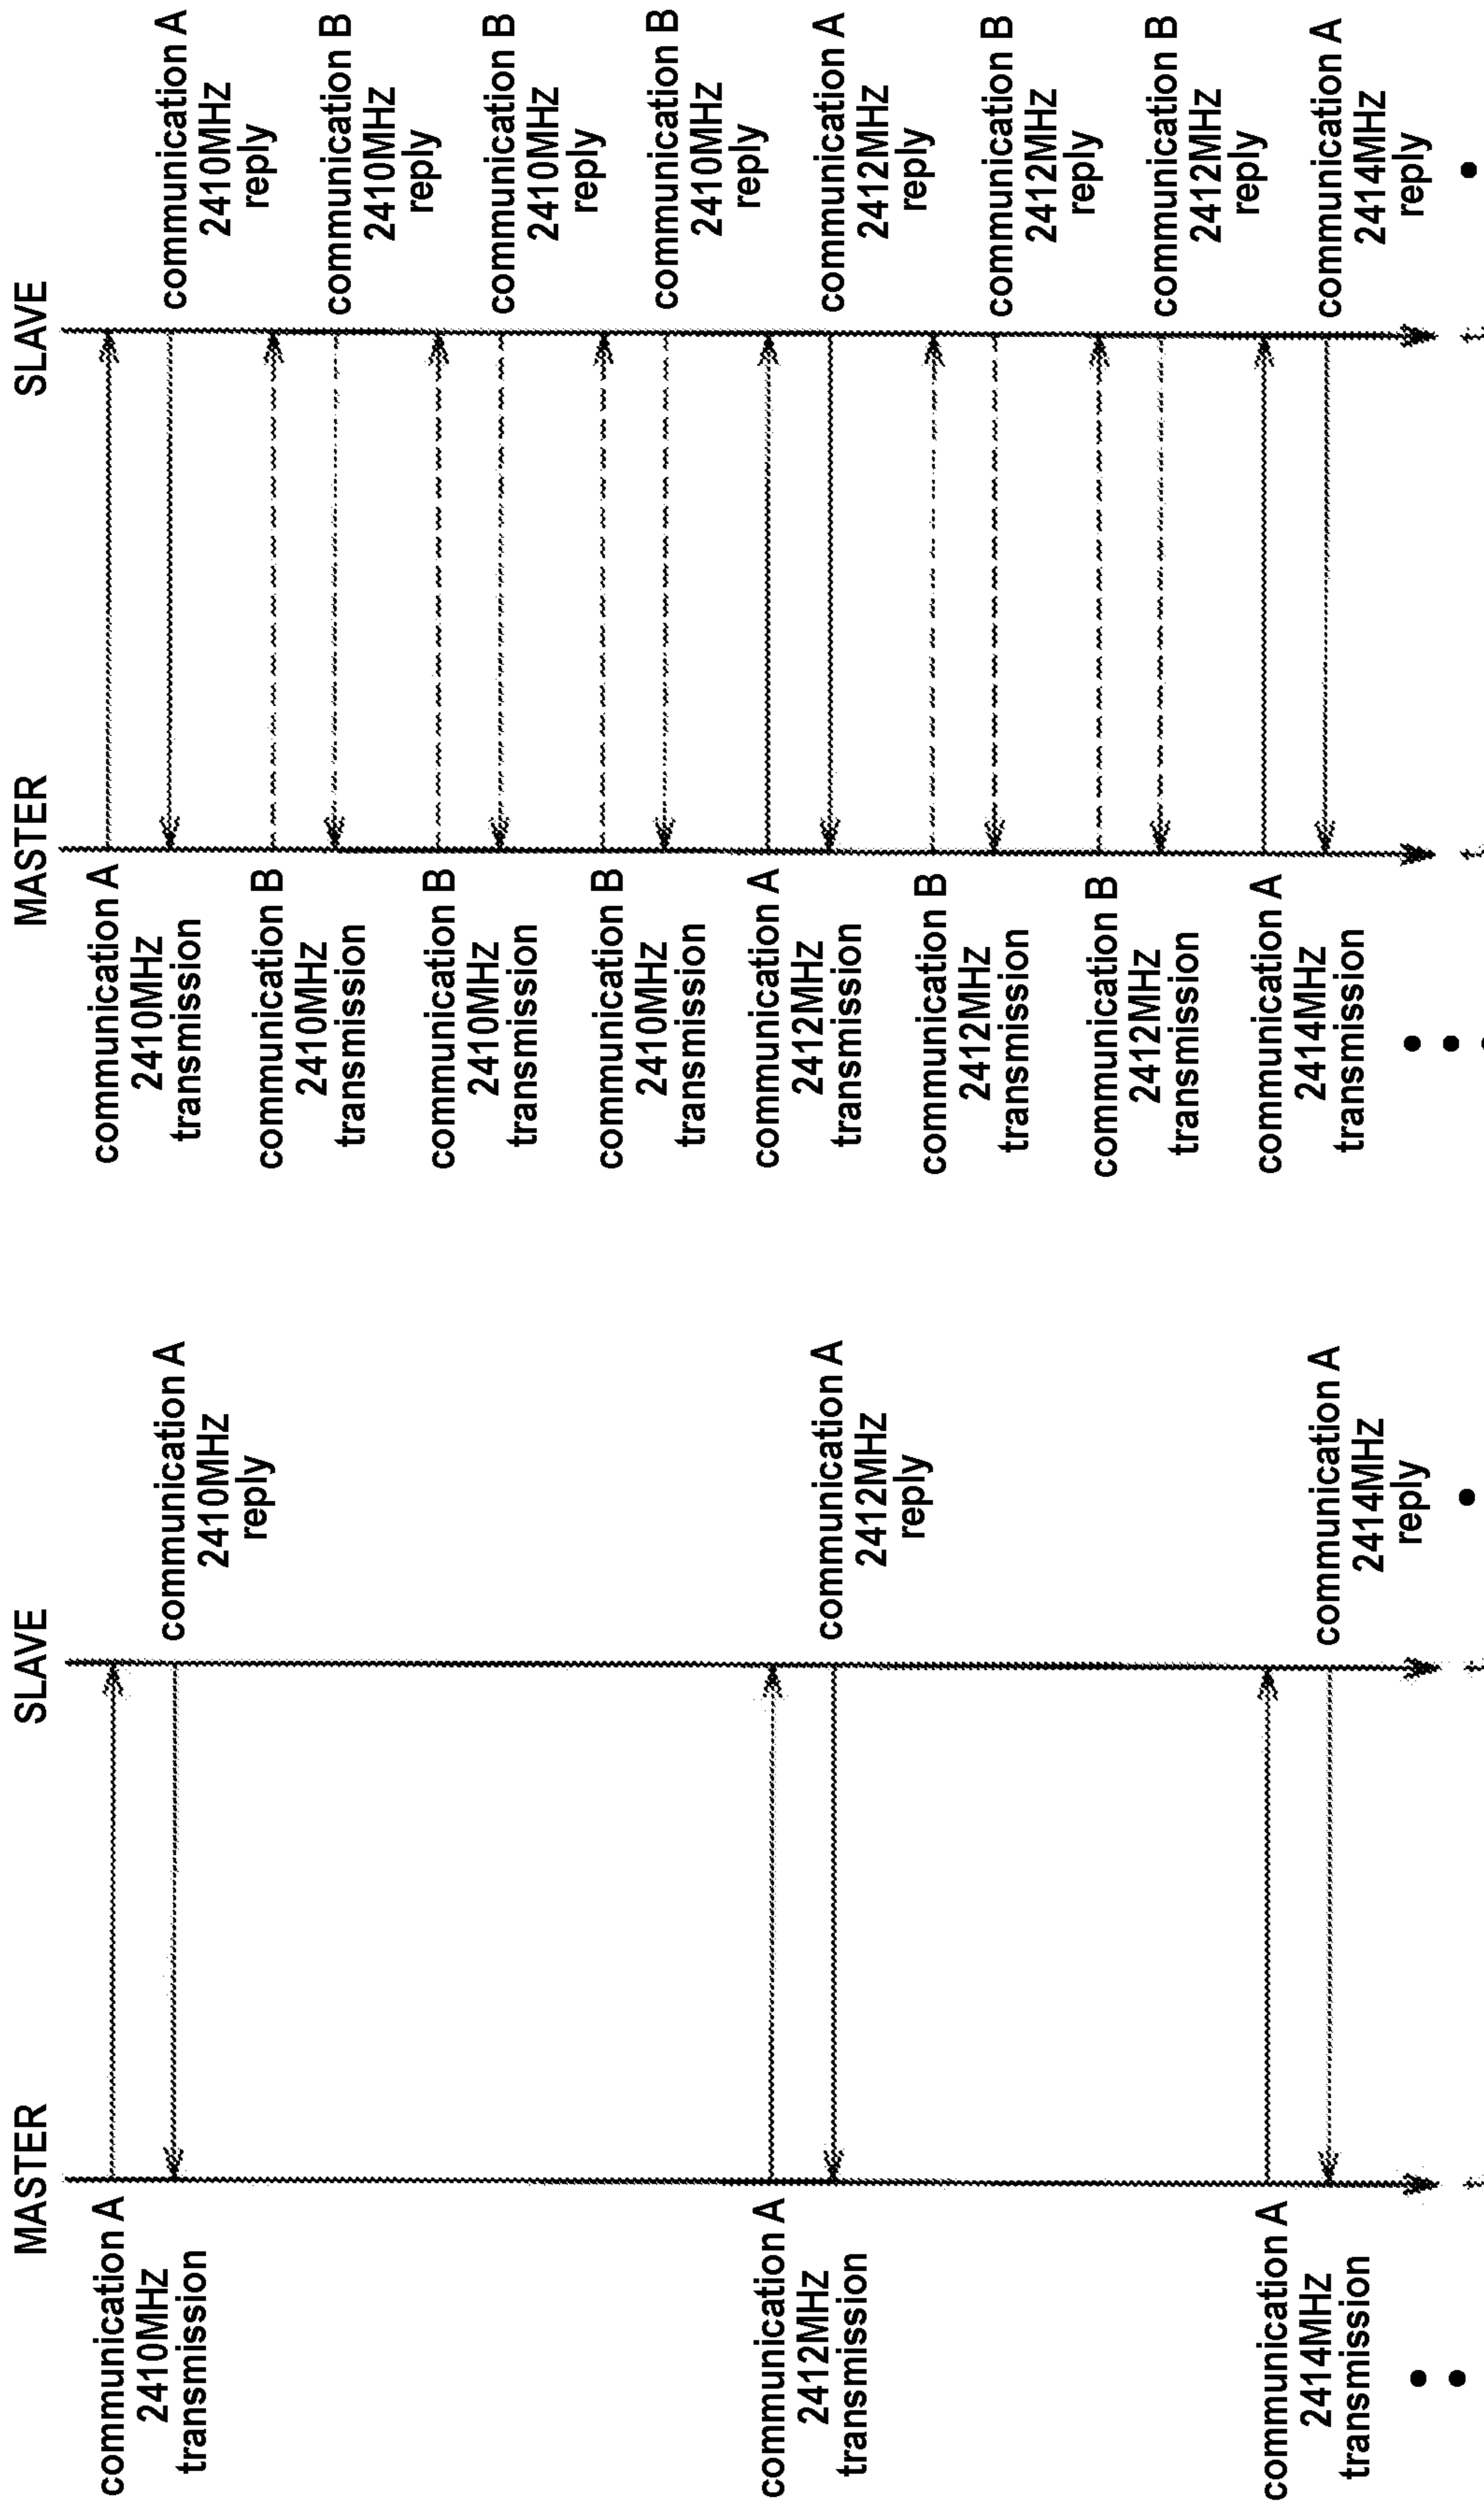 MASTER
SLAVE
communication A
2410MHz
transmission
communication A
2410MHz
reply
communication A
2412MHz
transmission
communication A
2412MHz
reply
communication A
2414MHz
transmission
communication A
2414MHz
reply
MASTER
SLAVE
communication A
2410MHz
transmission
communication A
2410MHz
reply
communication B
2410MHz
transmission
communication B
2410MHz
reply
communication B
2410MHz
transmission
communication B
2410MHz
reply
communication B
2410MHz
transmission
communication B
2410MHz
reply
communication A
2412MHz
transmission
communication A
2412MHz
reply
communication B
2412MHz
transmission
communication B
2412MHz
reply
communication B
2412MHz
transmission
communication B
2412MHz
reply
communication A
2414MHz
transmission
communication A
2414MHz
reply